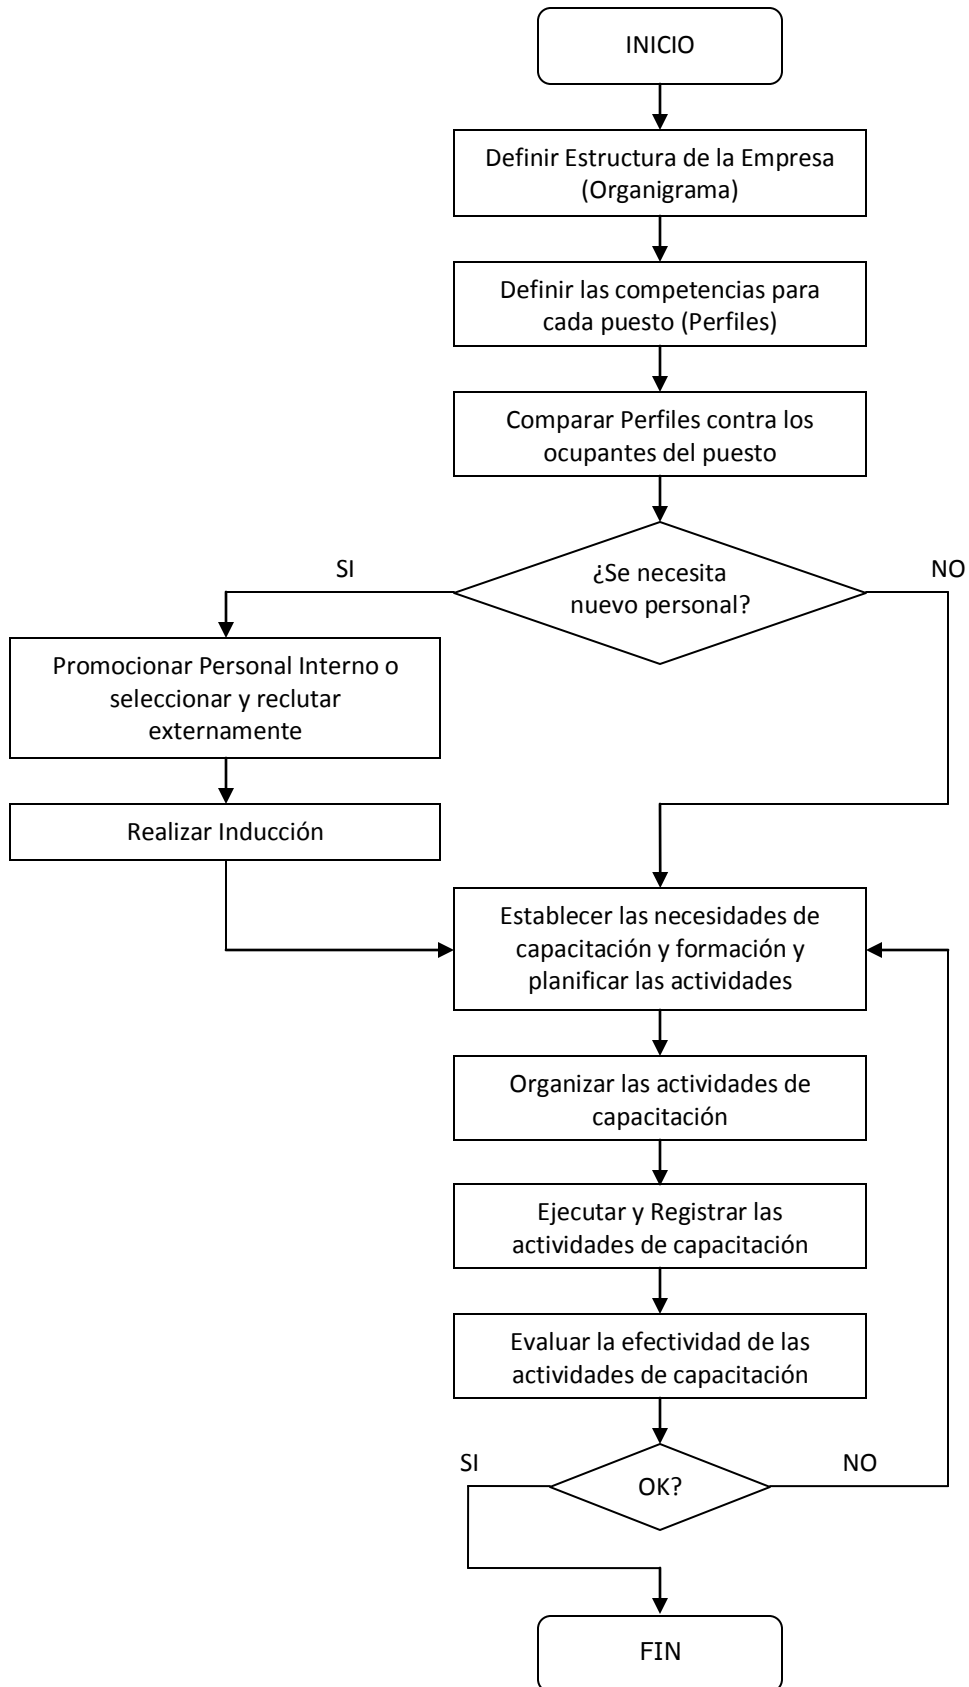 INICIO
Definir Estructura de la Empresa
(Organigrama)
Definir las competencias para
cada puesto (Perfiles)
Comparar Perfiles contra los
ocupantes del puesto
¿Se necesita
nuevo personal?
SI
NO
Promocionar Personal Interno o
seleccionar y reclutar
externamente
Realizar Inducción
Establecer las necesidades de
capacitación y formación y
planificar las actividades
Organizar las actividades de
capacitación
Ejecutar y Registrar las
actividades de capacitación
Evaluar la efectividad de las
actividades de capacitación
SI
OK?
NO
FIN